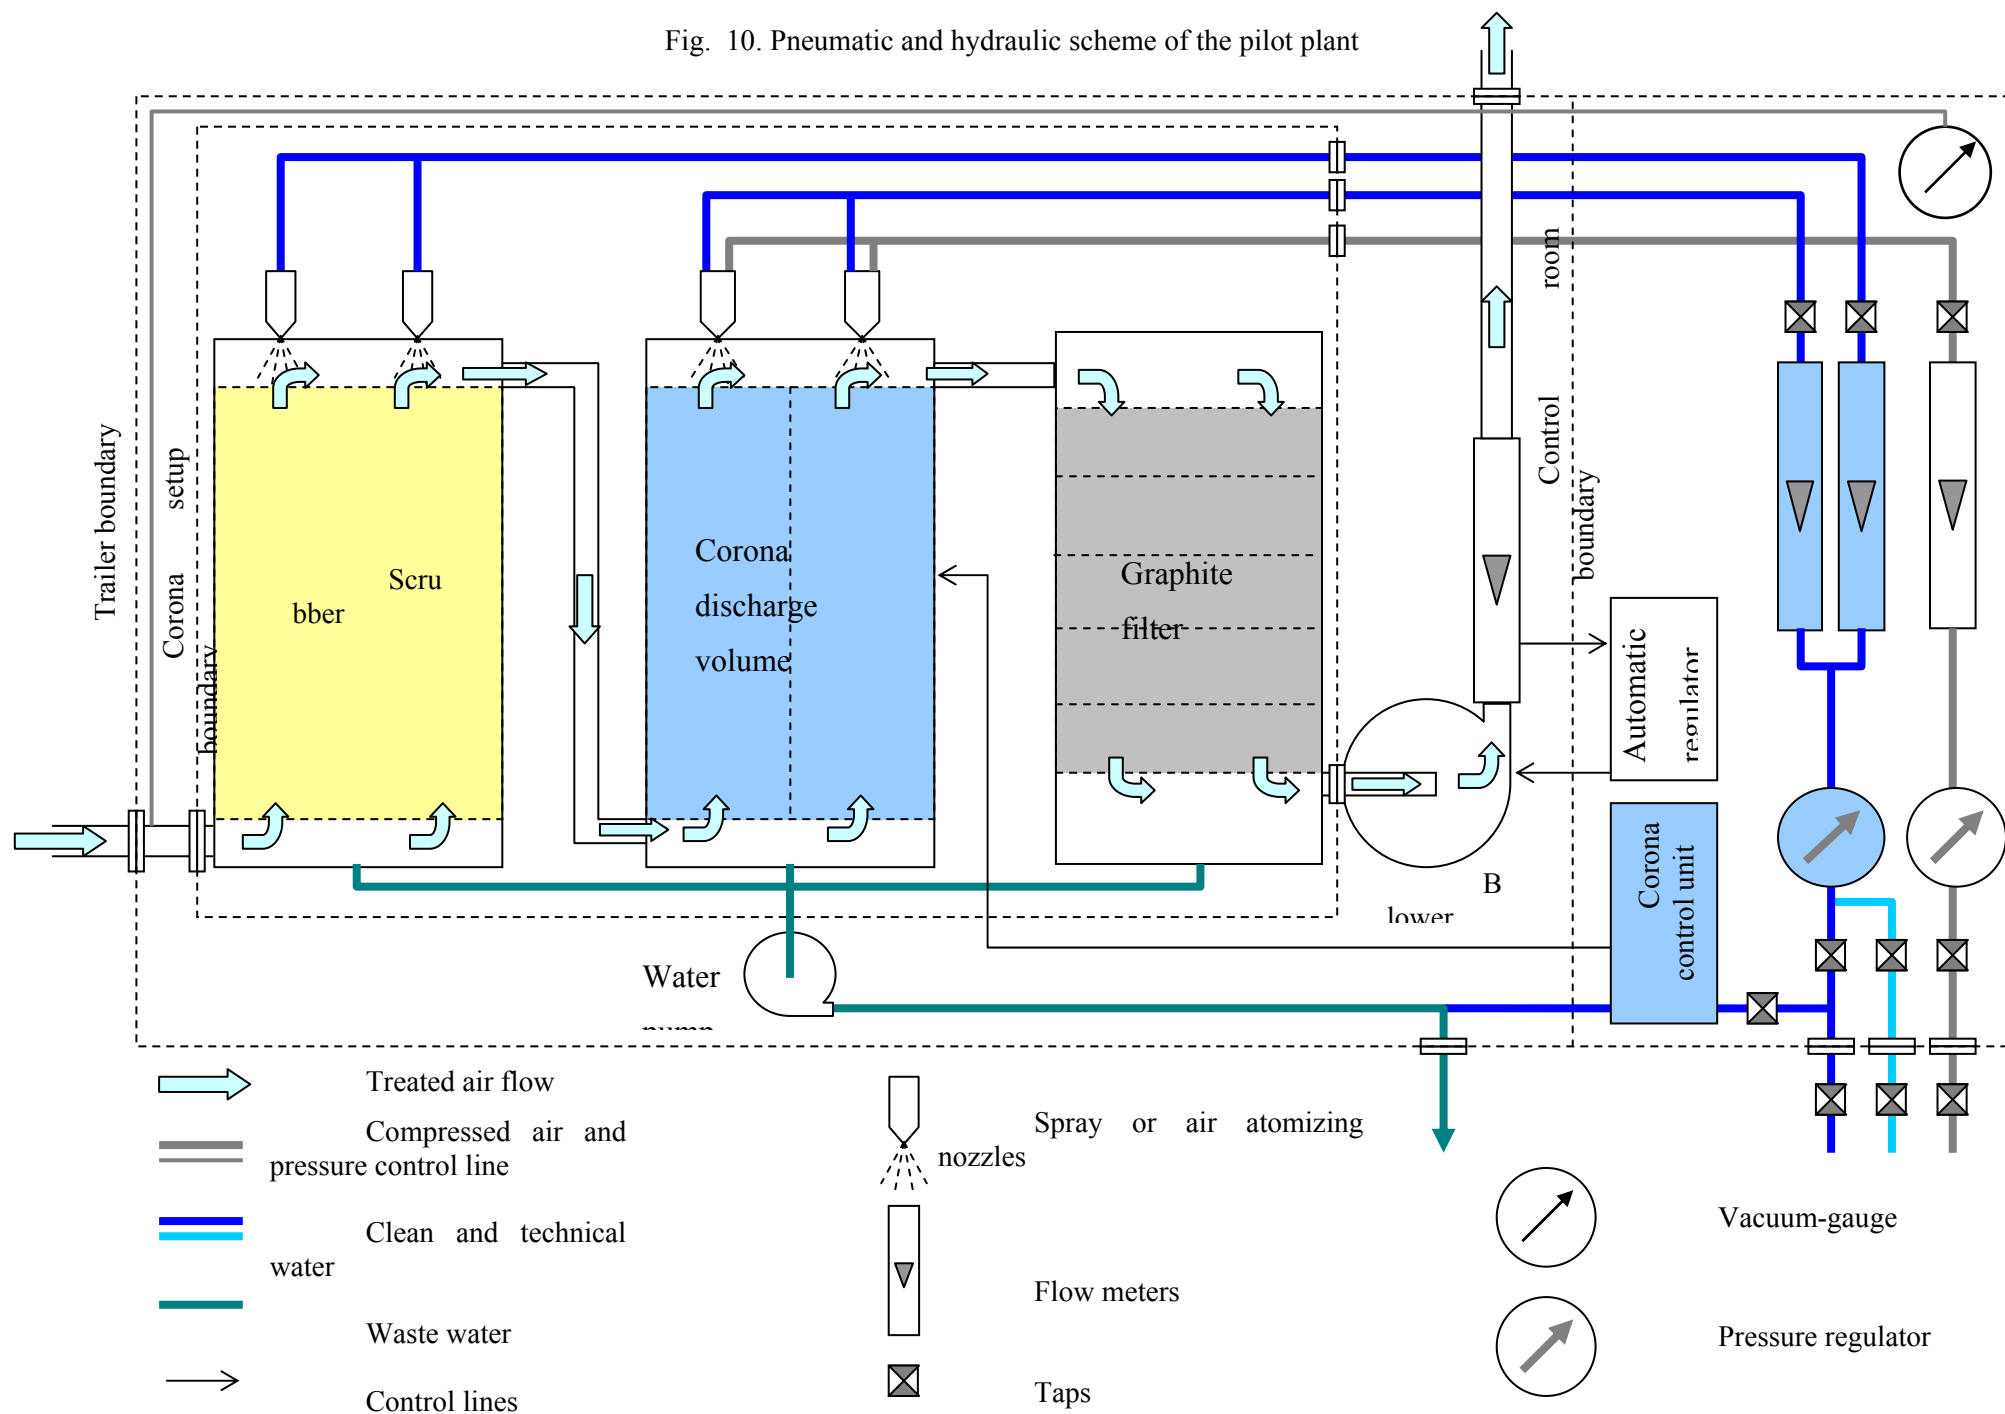 Fig. 10. Pneumatic and hydraulic scheme of the pilot plant
Trailer boundary
Corona setup
boundary
Scru
bber
Corona
discharge
volume
Graphite
filter
Control room
boundary
Automatic
regulator
Corona
control unit
B
lower
Water
pump
Treated air flow
Compressed air and
pressure control line
Clean and technical
water
Waste water
Control lines
Spray or air atomizing
nozzles
Flow meters
Taps
Vacuum-gauge
Pressure regulator